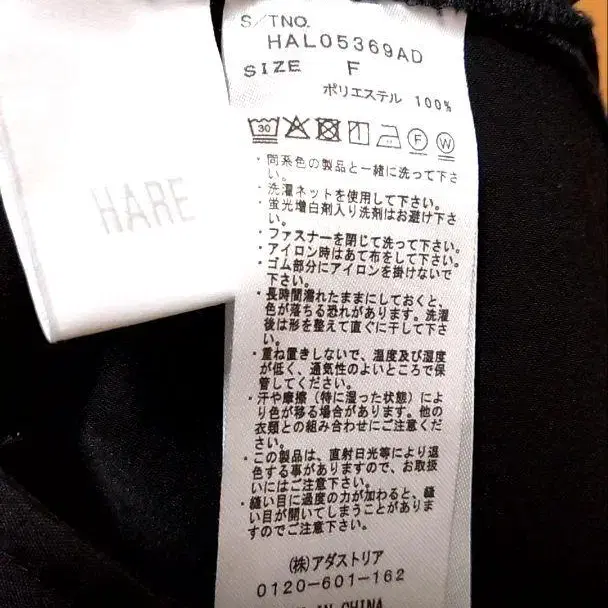 S/TNO.
HAL05369AD
SIZE F
ポリエステル 100%
30
F
W
・同系色の製品と一緒に洗って下さ
い。
・洗濯ネットを使用して下さい。
・蛍光増白剤入り洗剤はお避け下さ
い。
・ファスナーを閉じて洗って下さい。
・アイロン時はあて布をして下さい。
・ゴム部分にアイロンを掛けないで
下さい。
・長時間濡れたままにしておくと、
色が落ちる恐れがあります。洗濯
後は形を整えて直ぐに干して下さ
い。
・重ね置きしないで、温度及び湿度
が低く、通気性のよいところで保
管してください。
・汗や摩擦（特に湿った状態）によ
り色が移る場合があります。他の
衣類との組み合わせにご注意くだ
さい。
・この製品は、直射日光等により退
色する事がありますので、お取扱
いにはご注意下さい。
・縫い目に過度の力が加わると、縫
い目が開いてしまうことがありま
すのでご注意下さい。
(株)アダストリア
0120-601-162
IN CHINA
HARE